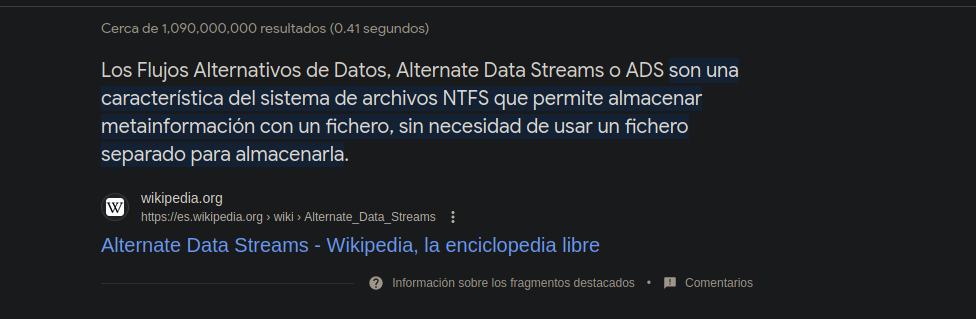 Cerca de 1,090,000,000 resultados (0.41 segundos)
Los Flujos Alternativos de Datos, Alternate Data Streams o ADS son una
característica del sistema de archivos NTFS que permite almacenar
metainformación con un fichero, sin necesidad de usar un fichero
separado para almacenarla.
W
wikipedia.org
https://es.wikipedia.org › wiki › Alternate_Data_Streams
Alternate Data Streams - Wikipedia, la enciclopedia libre
? Información sobre los fragmentos destacados • Comentarios